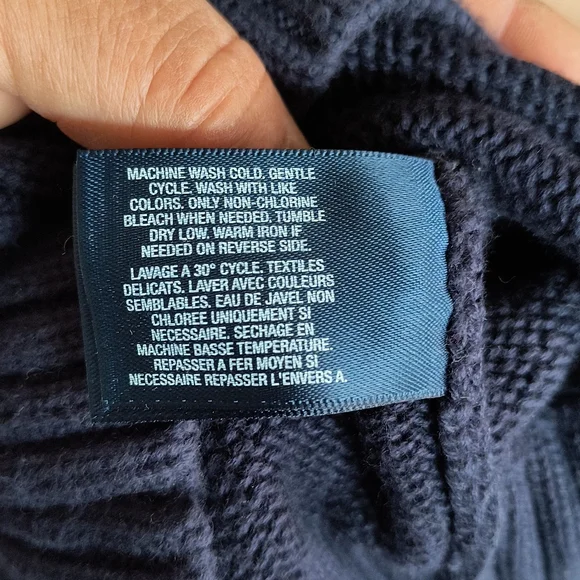 MACHINE WASH COLD. GENTLE
CYCLE. WASH WITH LIKE
COLORS. ONLY NON-CHLORINE
BLEACH WHEN NEEDED. TUMBLE
DRY LOW. WARM IRON IF
NEEDED ON REVERSE SIDE.
LAVAGE A 30° CYCLE. TEXTILES
DELICATS. LAVER AVEC COULEURS
SEMBLABLES. EAU DE JAVEL NON
CHLOREE UNIQUEMENT SI
NECESSAIRE. SECHAGE EN
MACHINE BASSE TEMPERATURE.
REPASSER A FER MOYEN SI
NECESSAIRE REPASSER L'ENVERS A.